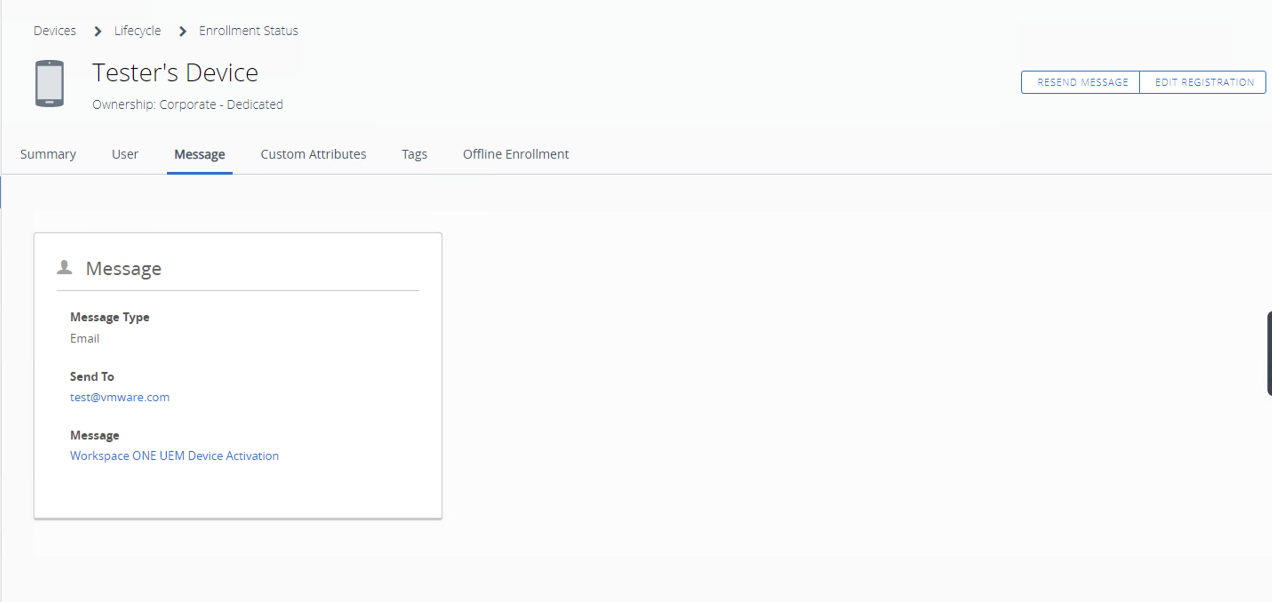 Devices > Lifecycle > Enrollment Status
Tester's Device
Ownership: Corporate - Dedicated
RESEND MESSAGE EDIT REGISTRATION
Summary User Message Custom Attributes Tags Offline Enrollment
Message
Message Type
Email
Send To
test@vmware.com
Message
Workspace ONE UEM Device Activation